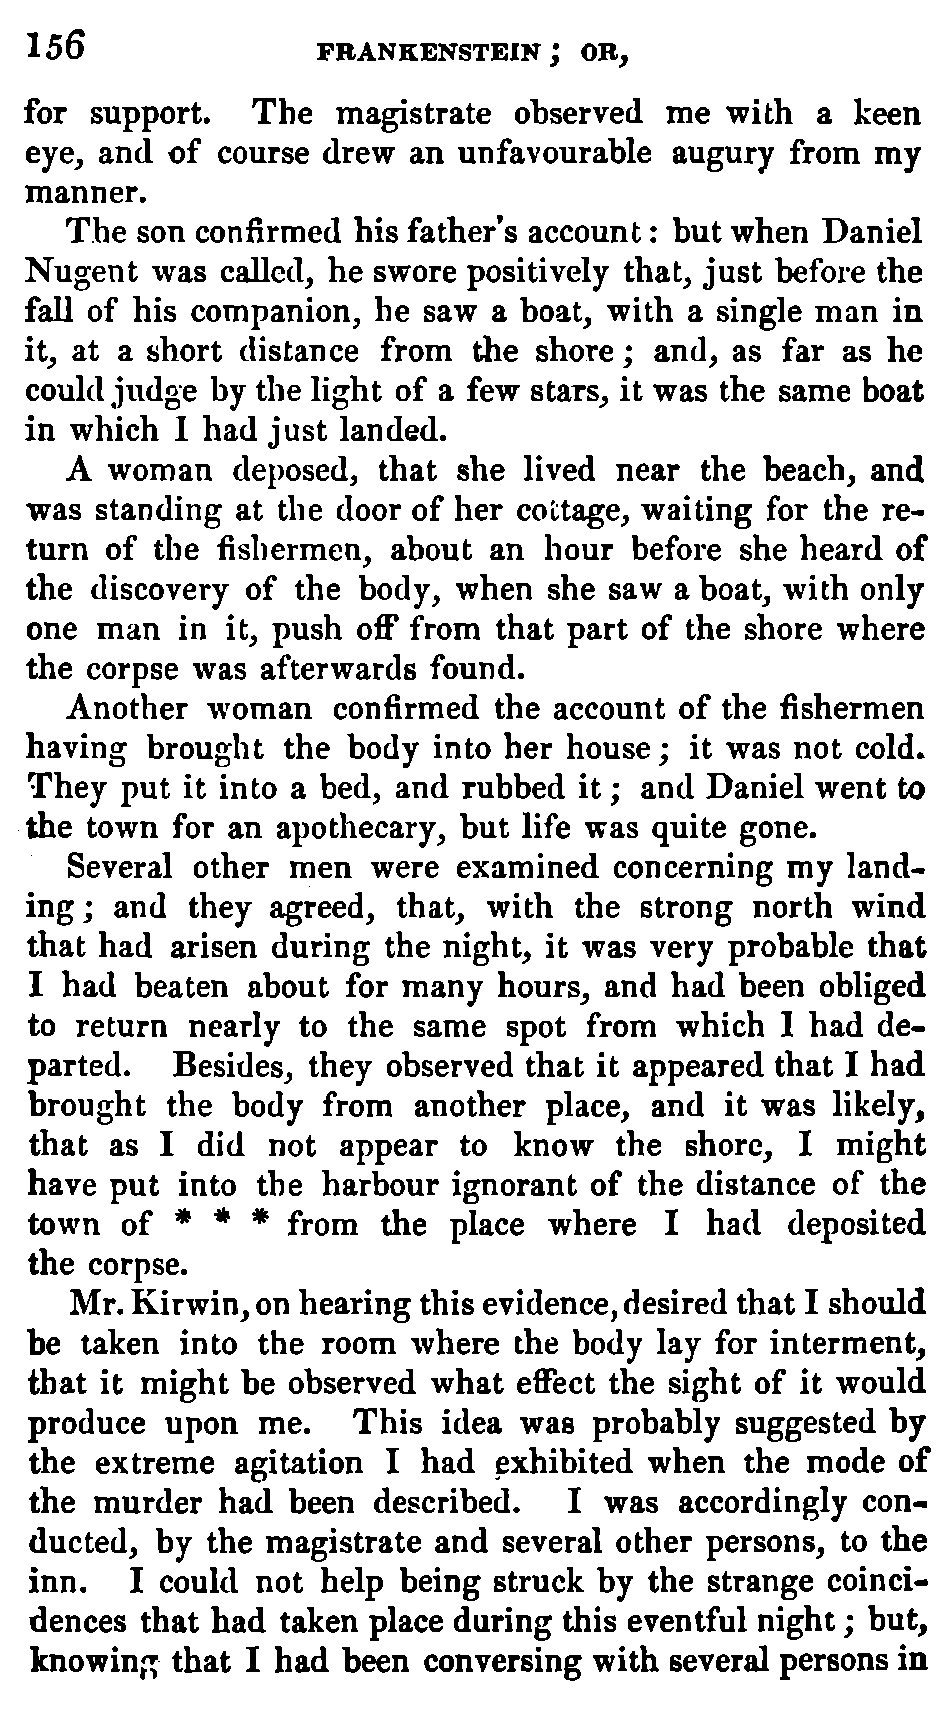 156 FRANKENSTEIN; OR,
for support. The magistrate observed me with a keen
eye, and of course drew an unfavourable augury from my
manner.
The son confirmed his father's account: but when Daniel
Nugent was called, he swore positively that, just before the
fall of his companion, he saw a boat, with a single man in
it, at a short distance from the shore; and, as far as he
could judge by the light of a few stars, it was the same boat
in which I had just landed.
A woman deposed, that she lived near the beach, and
was standing at the door of her cottage, waiting for the re-
turn of the fishermen, about an hour before she heard of
the discovery of the body, when she saw a boat, with only
one man in it, push off from that part of the shore where
the corpse was afterwards found.
Another woman confirmed the account of the fishermen
having brought the body into her house; it was not cold.
They put it into a bed, and rubbed it; and Daniel went to
the town for an apothecary, but life was quite gone.
Several other men were examined concerning my land-
ing; and they agreed, that, with the strong north wind
that had arisen during the night, it was very probable that
I had beaten about for many hours, and had been obliged
to return nearly to the same spot from which I had de-
parted. Besides, they observed that it appeared that I had
brought the body from another place, and it was likely,
that as I did not appear to know the shore, I might
have put into the harbour ignorant of the distance of the
town of * * * from the place where I had deposited
the corpse.
Mr. Kirwin, on hearing this evidence, desired that I should
be taken into the room where the body lay for interment,
that it might be observed what effect the sight of it would
produce upon me. This idea was probably suggested by
the extreme agitation I had exhibited when the mode of
the murder had been described. I was accordingly con-
ducted, by the magistrate and several other persons, to the
inn. I could not help being struck by the strange coinci-
dences that had taken place during this eventful night; but,
knowing that I had been conversing with several persons in